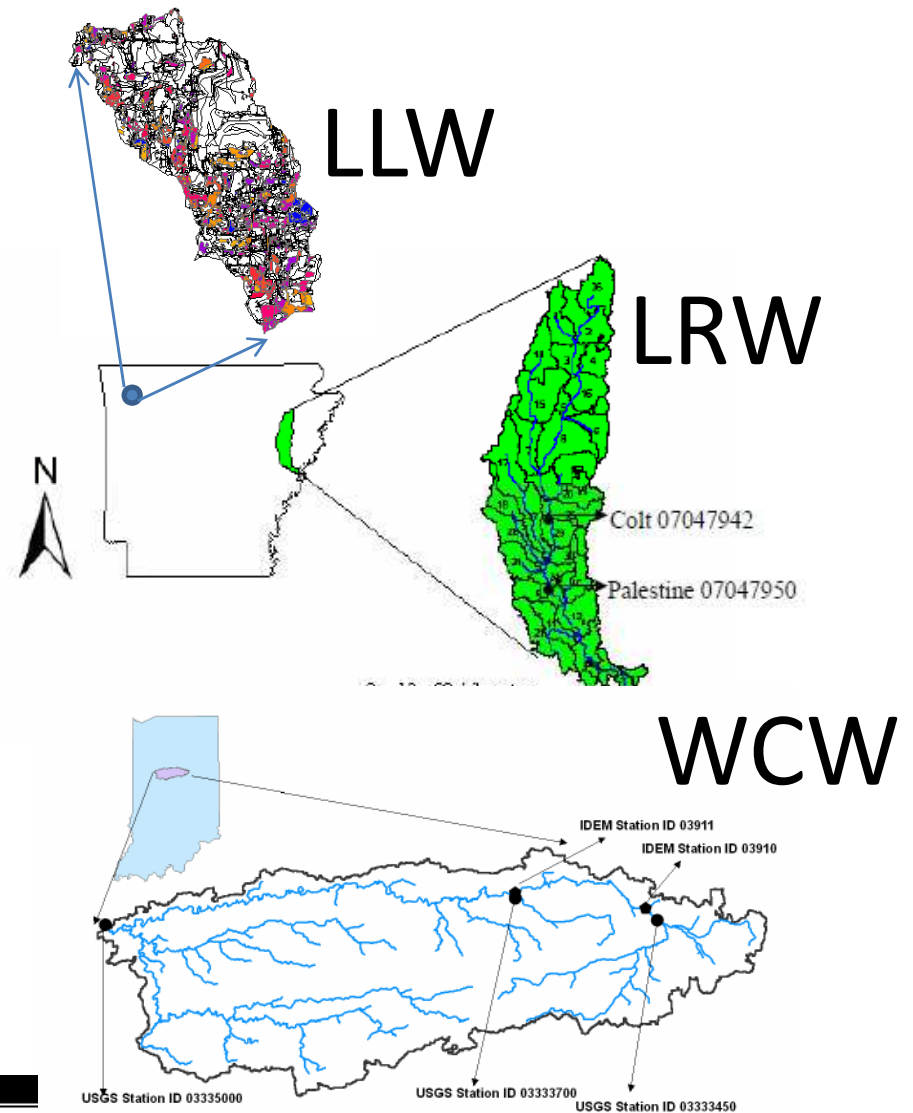 LLW
LRW
N
Colt 07047942
Palestine 07047950
WCW
IDEM Station ID 03911
IDEM Station ID 03910
USGS Station ID 03335000
USGS Station ID 03333700
USGS Station ID 03333450